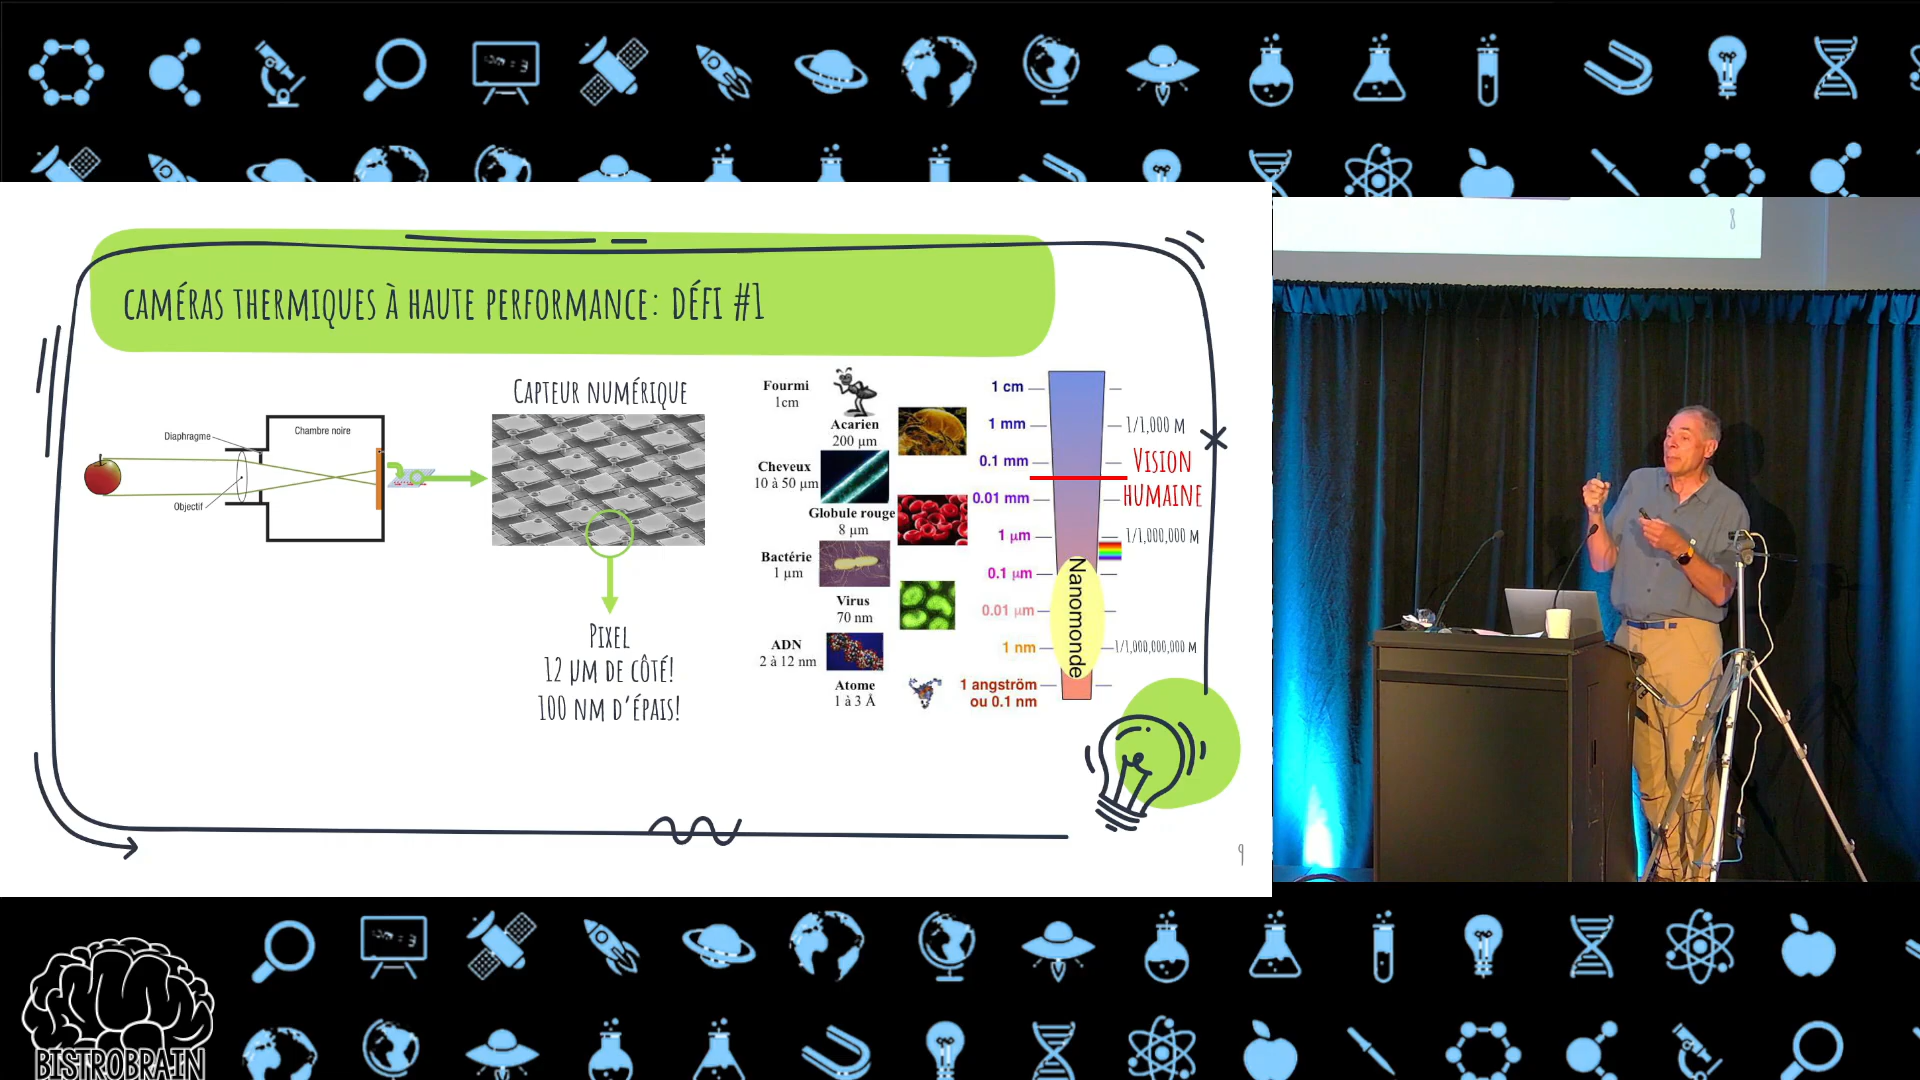 CAMÉRAS THERMIQUES À HAUTE PERFORMANCE: DÉFI #1
Diaphragme
Chambre noire
Objectif
CAPTEUR NUMÉRIQUE
PIXEL
12 µM DE CÔTÉ!
100 NM D'ÉPAIS!
Fourmi
1cm
Acarien
200 µm
Cheveux
10 à 50 µm
Globule rouge
8 µm
Bactérie
1 µm
Virus
70 nm
ADN
2 à 12 nm
Atome
1 à 3 Å
1 cm
1 mm
0.1 mm
0.01 mm
1 µm
0.1 µm
0.01 µm
1 nm
1 angström
ou 0.1 nm
Nanomonde
1/1,000 M
VISION
HUMAINE
1/1,000,000 M
1/1,000,000,000 M
9
8
BISTROBRAIN